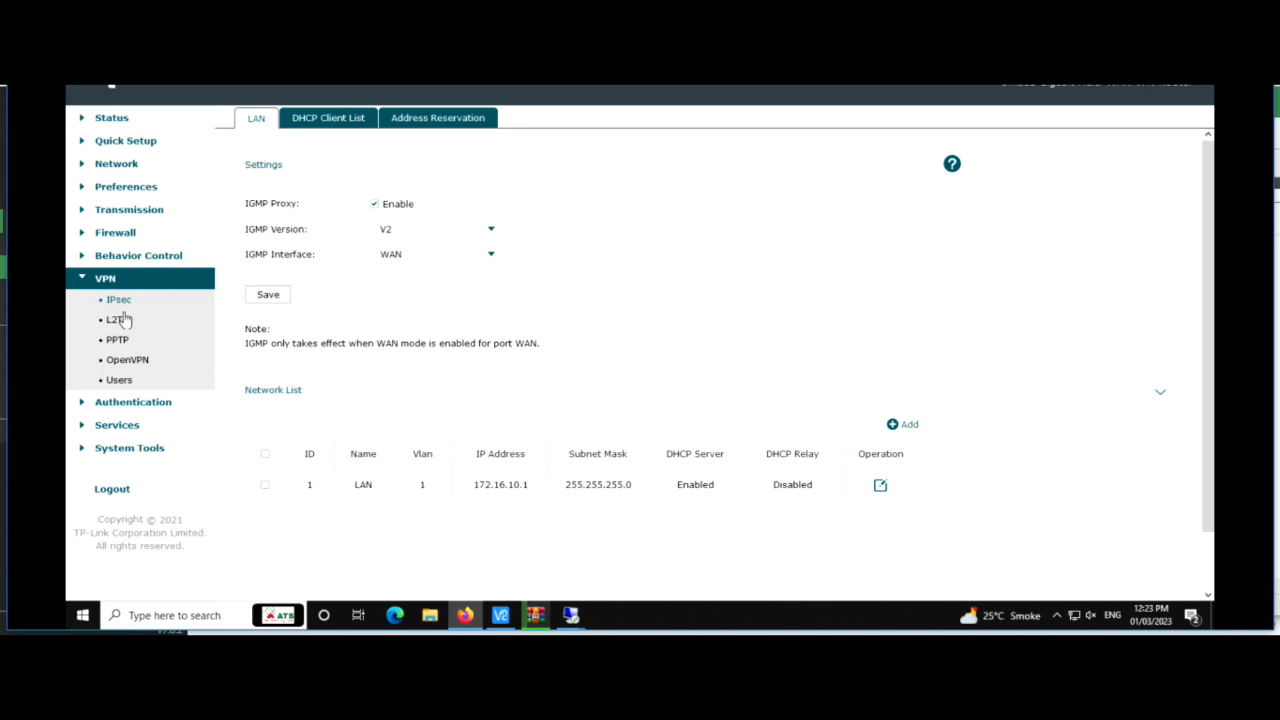 Status
Quick Setup
Network
Preferences
Transmission
Firewall
Behavior Control
VPN
IPsec
PPTP
OpenVPN
Users
Authentication
Services
System Tools
Logout
Copyright © 2021
TP-Link Corporation Limited.
All rights reserved.
LAN DHCP Client List Address Reservation
Settings
?
IGMP Proxy: Enable
IGMP Version: V2
IGMP Interface: WAN
Save
Note:
IGMP only takes effect when WAN mode is enabled for port WAN.
Network List
Add
ID Name Vlan IP Address Subnet Mask DHCP Server DHCP Relay Operation
1 LAN 1 172.16.10.1 255.255.255.0 Enabled Disabled
Type here to search
ATS
25°C Smoke
ENG
12:23 PM
01/03/2023
2